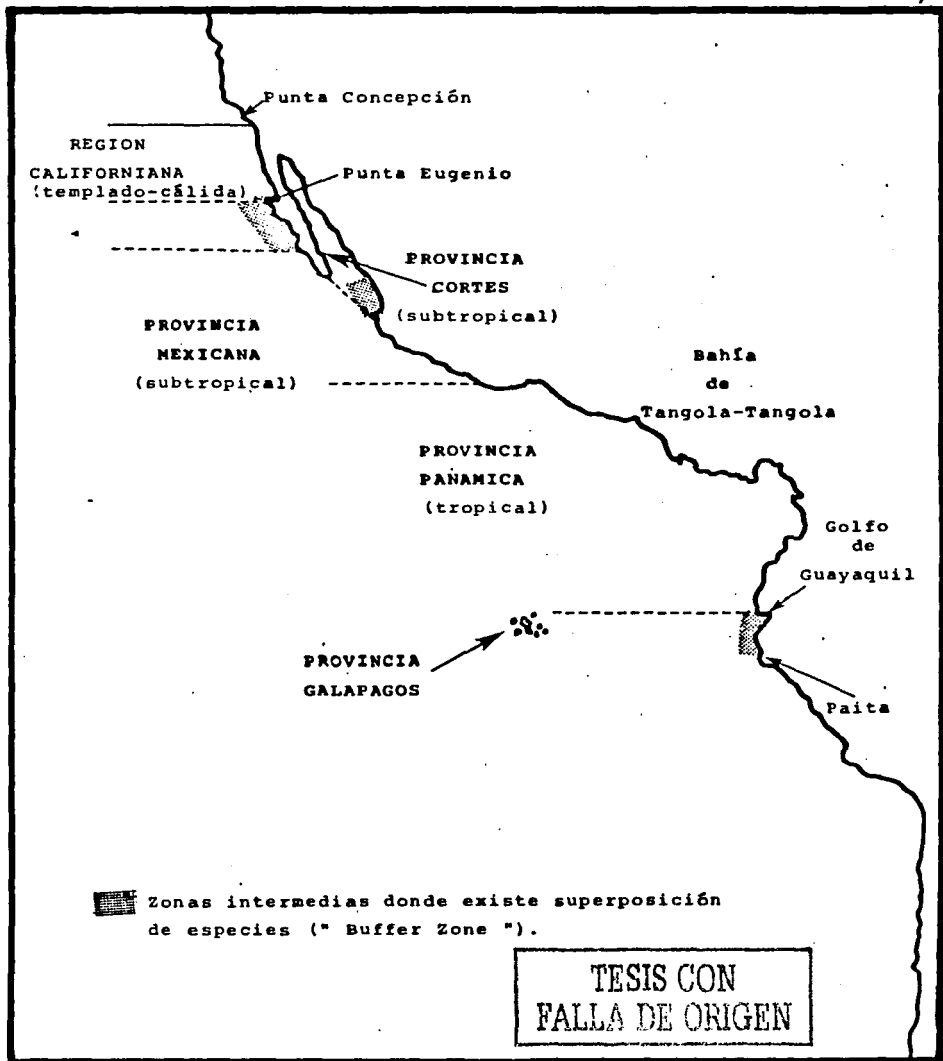 Punta Concepción
REGION
CALIFORNIANA
(templado-cálida)
Punta Eugenio
PROVINCIA
CORTES
(subtropical)
PROVINCIA
MEXICANA
(subtropical)
Bahía
de
Tangola-Tangola
PROVINCIA
PANAMICA
(tropical)
Golfo
de
Guayaquil
PROVINCIA
GALAPAGOS
Paita
Zonas intermedias donde existe superposición
de especies (" Buffer Zone ").
TESIS CON
FALLA DE ORIGEN